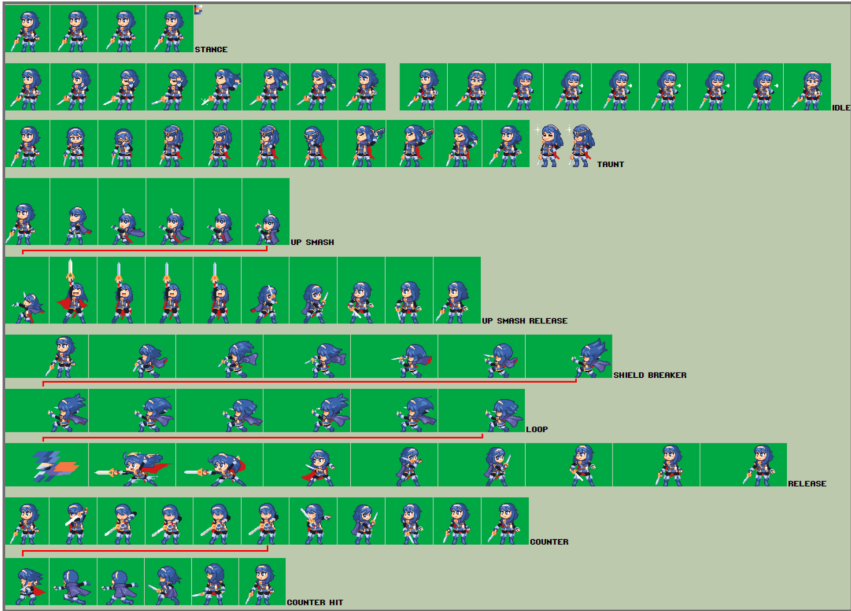 STANCE
IDLE
TAUNT
UP SMASH
UP SMASH RELEASE
SHIELD BREAKER
LOOP
RELEASE
COUNTER
COUNTER HIT